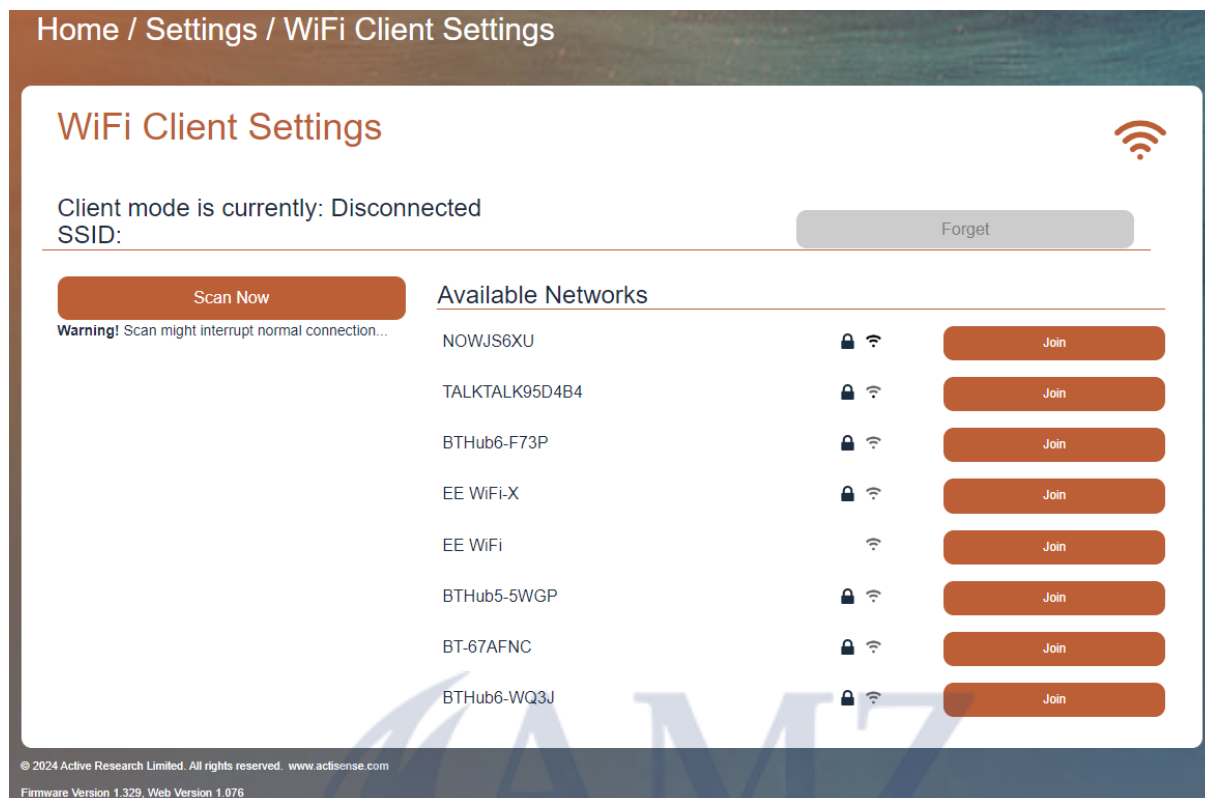 Home / Settings / WiFi Client Settings
WiFi Client Settings
Client mode is currently: Disconnected
SSID:
Forget
Scan Now
Warning! Scan might interrupt normal connection...
Available Networks
NOWJS6XU Join
TALKTALK95D4B4 Join
BTHub6-F73P Join
EE WiFi-X Join
EE WiFi Join
BTHub5-5WGP Join
BT-67AFNC Join
BTHub6-WQ3J Join
AMZ
© 2024 Active Research Limited. All rights reserved. www.actisense.com
Firmware Version 1.329, Web Version 1.076